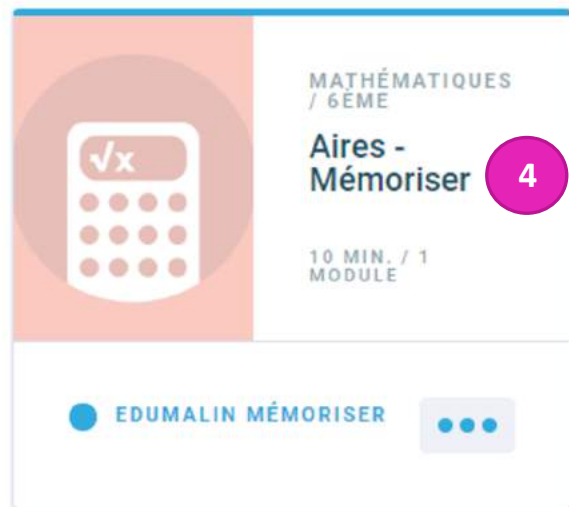 √x
MATHÉMATIQUES
/ 6ÈME
Aires -
Mémoriser
4
10 MIN. / 1
MODULE
EDUMALIN MÉMORISER